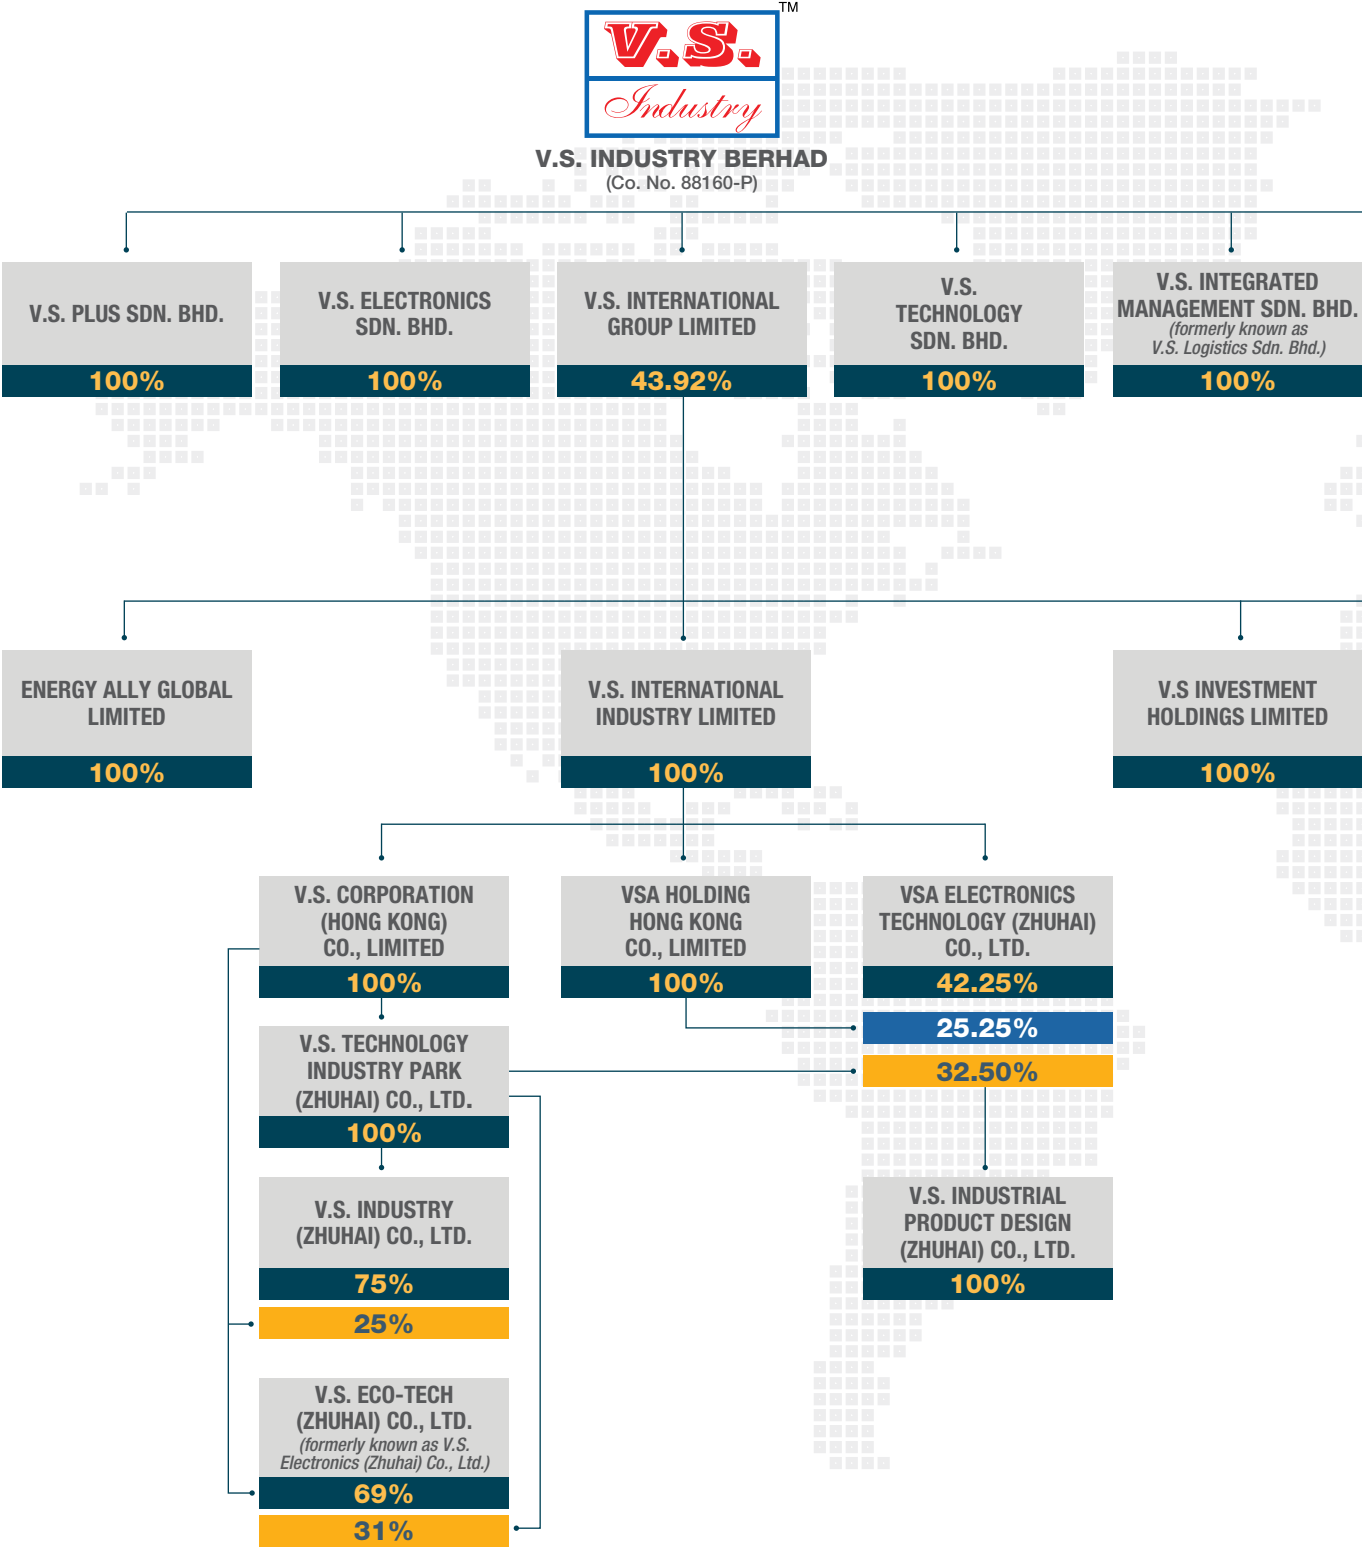 TM
V.S.
Industry
V.S. INDUSTRY BERHAD
(Co. No. 88160-P)
V.S. PLUS SDN. BHD.
100%
V.S. ELECTRONICS
SDN. BHD.
100%
V.S. INTERNATIONAL
GROUP LIMITED
43.92%
V.S.
TECHNOLOGY
SDN. BHD.
100%
V.S. INTEGRATED
MANAGEMENT SDN. BHD.
(formerly known as
V.S. Logistics Sdn. Bhd.)
100%
ENERGY ALLY GLOBAL
LIMITED
100%
V.S. INTERNATIONAL
INDUSTRY LIMITED
100%
V.S INVESTMENT
HOLDINGS LIMITED
100%
V.S. CORPORATION
(HONG KONG)
CO., LIMITED
100%
VSA HOLDING
HONG KONG
CO., LIMITED
100%
VSA ELECTRONICS
TECHNOLOGY (ZHUHAI)
CO., LTD.
42.25%
25.25%
32.50%
V.S. TECHNOLOGY
INDUSTRY PARK
(ZHUHAI) CO., LTD.
100%
V.S. INDUSTRY
(ZHUHAI) CO., LTD.
75%
25%
V.S. INDUSTRIAL
PRODUCT DESIGN
(ZHUHAI) CO., LTD.
100%
V.S. ECO-TECH
(ZHUHAI) CO., LTD.
(formerly known as V.S.
Electronics (Zhuhai) Co., Ltd.)
69%
31%